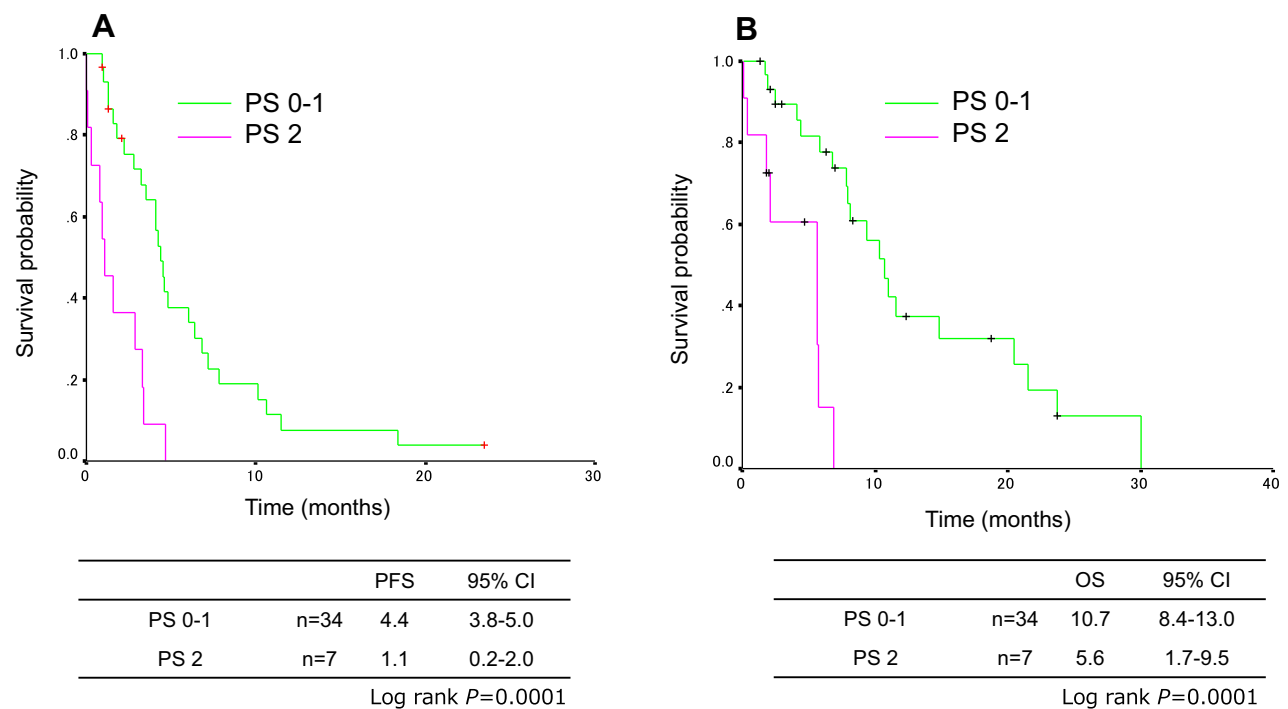 A
1.0
.8
.6
.4
.2
0.0
Survival probability
PS 0-1
PS 2
0 10 20 30
Time (months)
PFS 95% CI
PS 0-1 n=34 4.4 3.8-5.0
PS 2 n=7 1.1 0.2-2.0
Log rank P=0.0001
B
1.0
.8
.6
.4
.2
0.0
Survival probability
PS 0-1
PS 2
0 10 20 30 40
Time (months)
OS 95% CI
PS 0-1 n=34 10.7 8.4-13.0
PS 2 n=7 5.6 1.7-9.5
Log rank P=0.0001